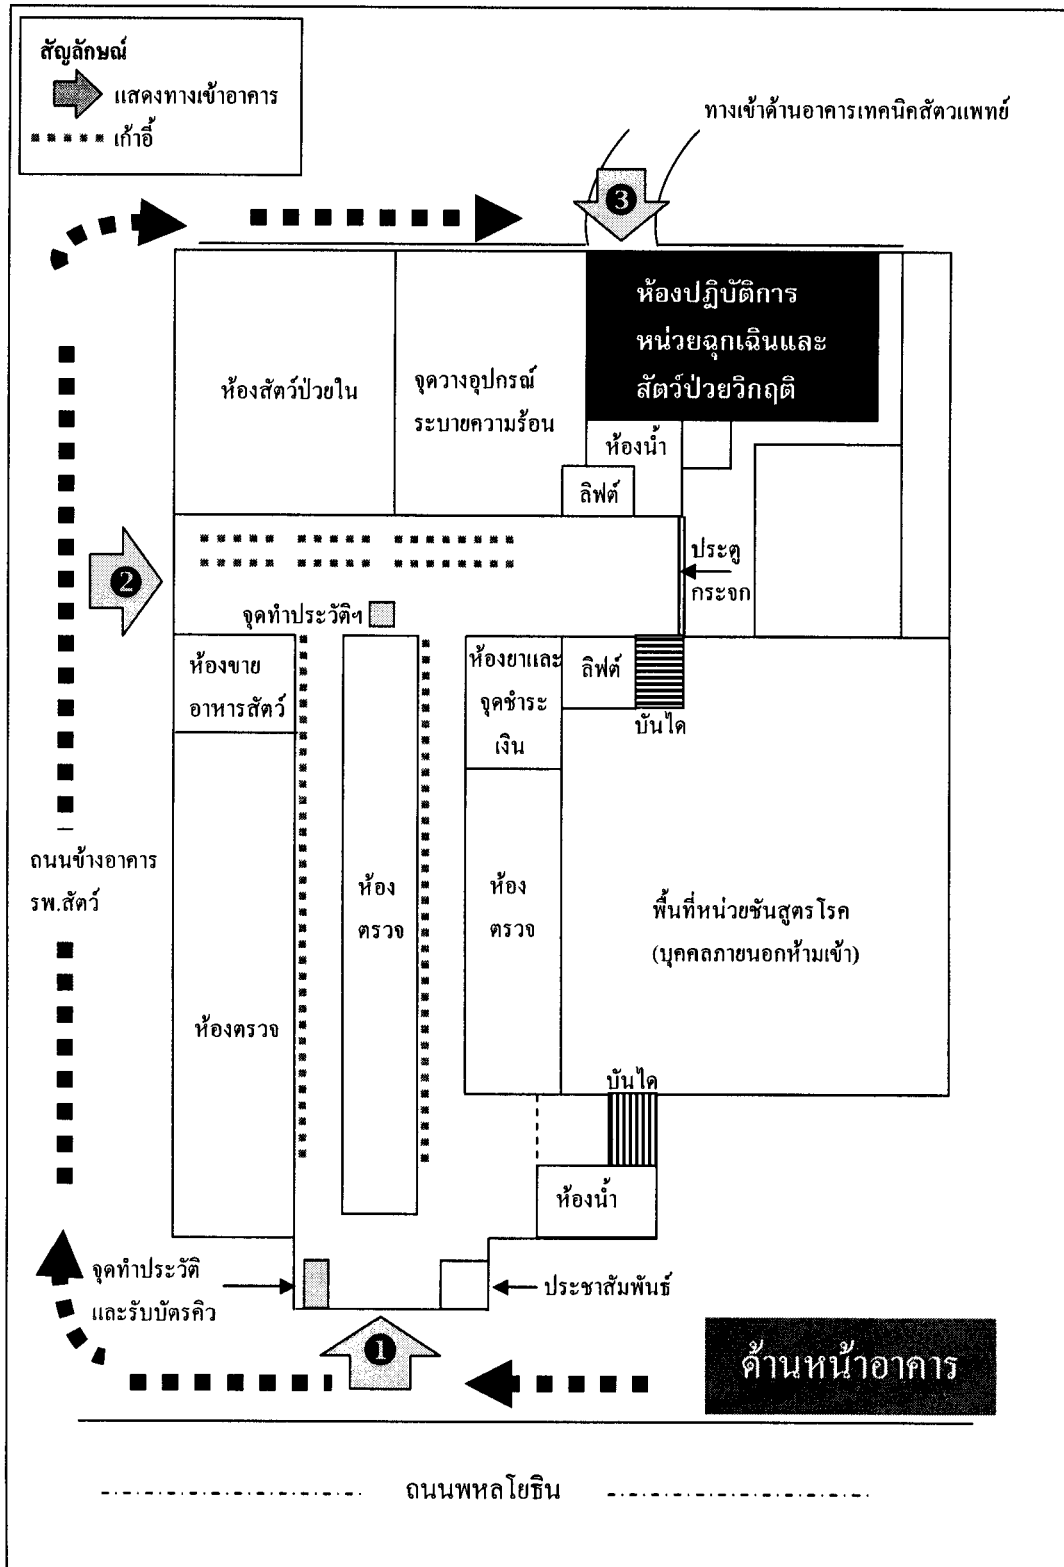 สัญลักษณ์
แสดงทางเข้าอาคาร
เก้าอี้
ทางเข้าด้านอาคารเทคนิคสัตวแพทย์
3
ห้องปฏิบัติการ
หน่วยฉุกเฉินและ
สัตว์ป่วยวิกฤติ
ห้องสัตว์ป่วยใน
จุดวางอุปกรณ์
ระบายความร้อน
ห้องน้ำ
ลิฟต์
2
ประตู
กระจก
จุดทำประวัติฯ
ห้องขาย
อาหารสัตว์
ห้องยาและ
จุดชำระ
เงิน
ลิฟต์
บันได
ถนนข้างอาคาร
รพ.สัตว์
ห้อง
ตรวจ
ห้อง
ตรวจ
พื้นที่หน่วยชันสูตรโรค
(บุคคลภายนอกห้ามเข้า)
ห้องตรวจ
บันได
ห้องน้ำ
จุดทำประวัติ
และรับบัตรคิว
ประชาสัมพันธ์
1
ด้านหน้าอาคาร
ถนนพหลโยธิน